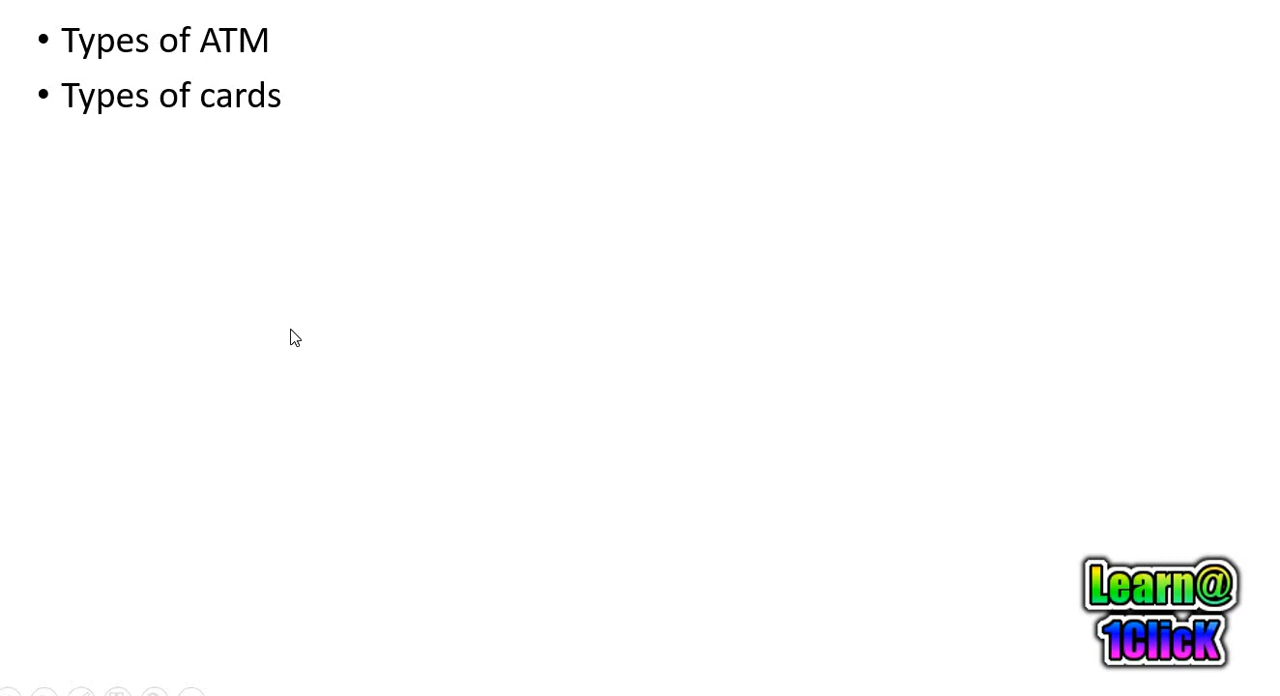 • Types of ATM
• Types of cards
Learn@
1ClicK